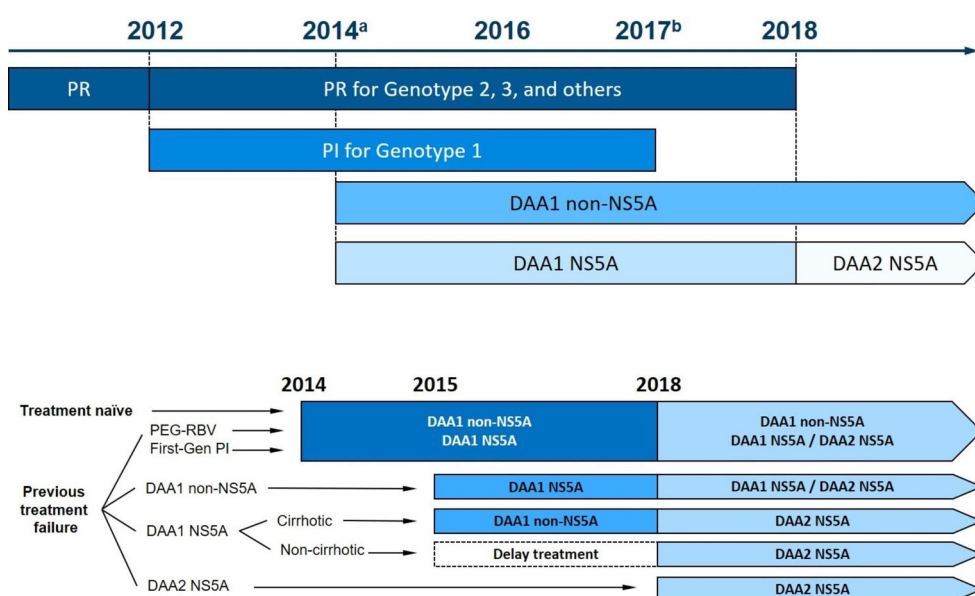 2012 2014ᵃ 2016 2017ᵇ 2018
PR PR for Genotype 2, 3, and others
PI for Genotype 1
DAA1 non-NS5A
DAA1 NS5A DAA2 NS5A
2014 2015 2018
Treatment naïve
PEG-RBV
First-Gen PI
DAA1 non-NS5A
DAA1 NS5A
DAA1 non-NS5A
DAA1 NS5A / DAA2 NS5A
Previous
treatment
failure
DAA1 non-NS5A DAA1 NS5A DAA1 NS5A / DAA2 NS5A
DAA1 NS5A
Cirrhotic DAA1 non-NS5A DAA2 NS5A
Non-cirrhotic Delay treatment DAA2 NS5A
DAA2 NS5A DAA2 NS5A